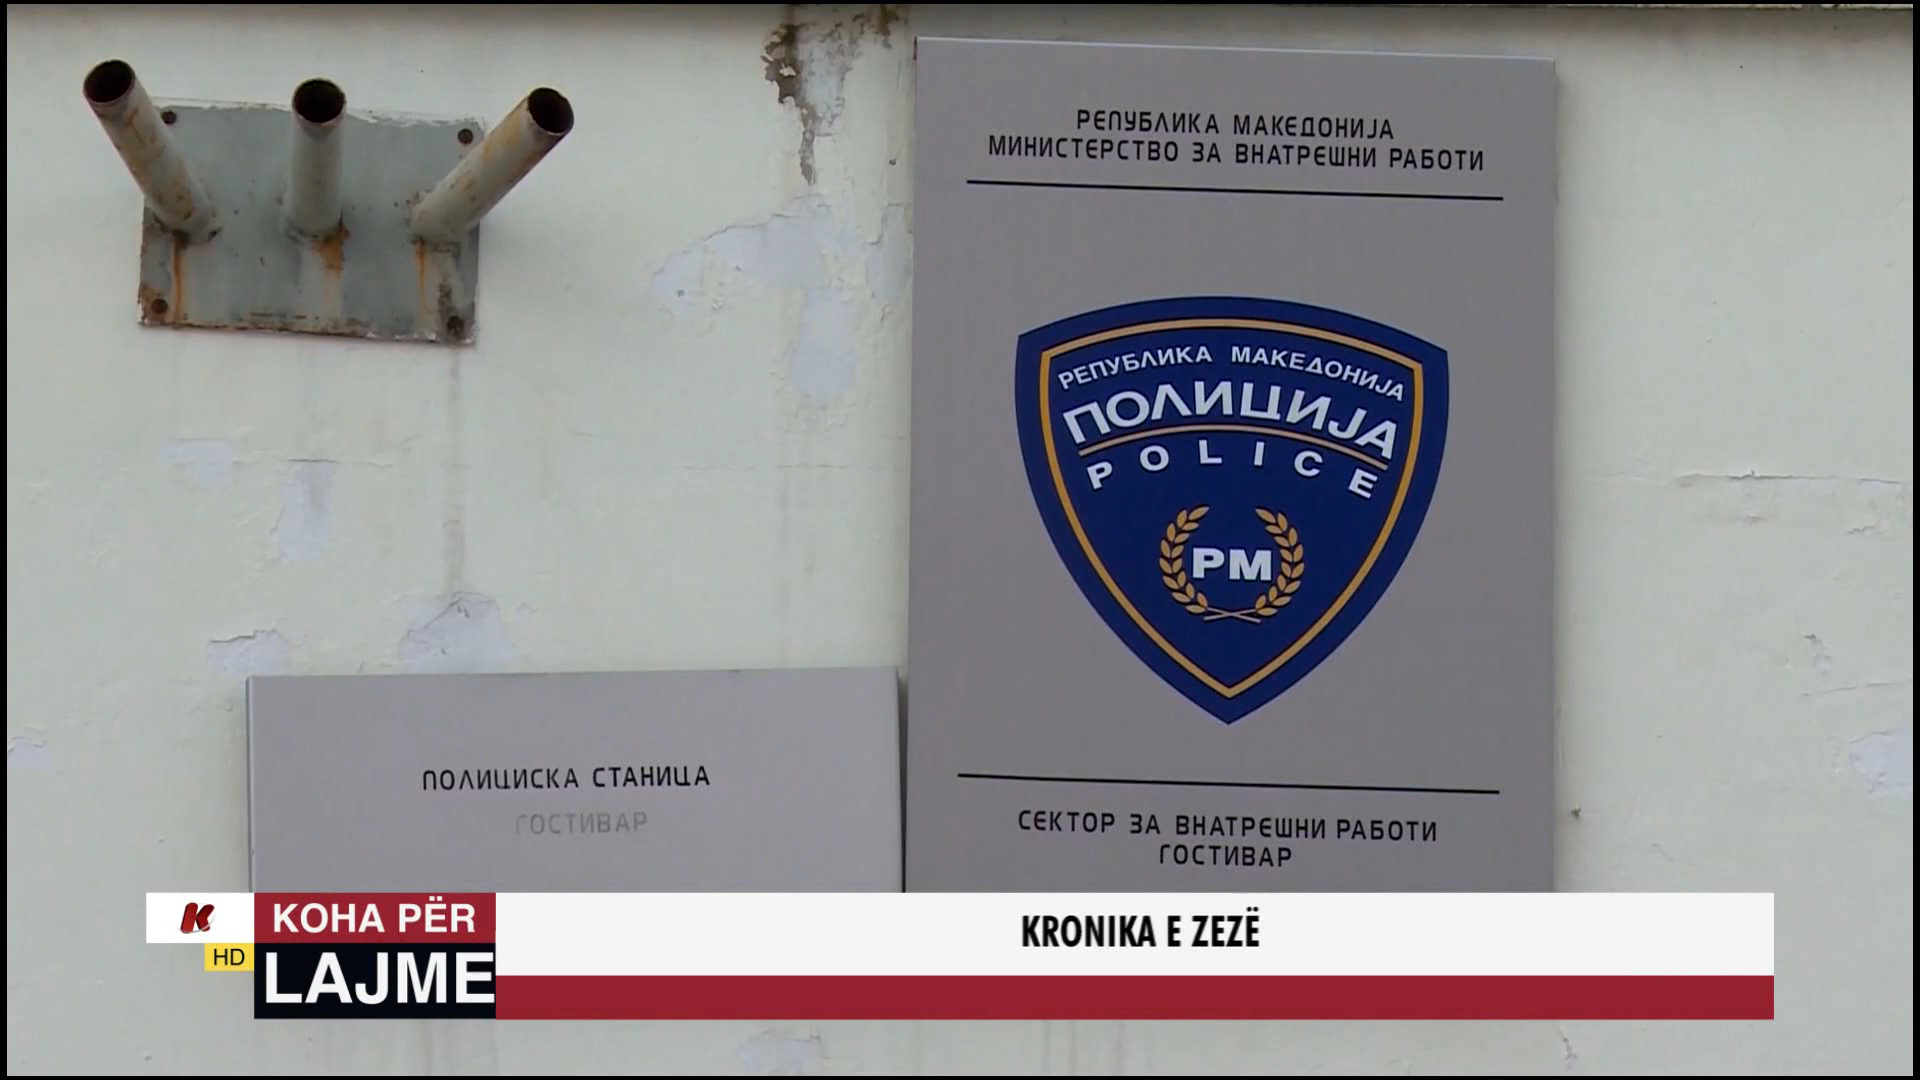 РЕПУБЛИКА МАКЕДОНИЈА
МИНИСТЕРСТВО ЗА ВНАТРЕШНИ РАБОТИ
РЕПУБЛИКА МАКЕДОНИЈА
ПОЛИЦИЈА
POLICE
РМ
СЕКТОР ЗА ВНАТРЕШНИ РАБОТИ
ГОСТИВАР
ПОЛИЦИСКА СТАНИЦА
ГОСТИВАР
K
HD
KOHA PËR
LAJME
KRONIKA E ZEZË